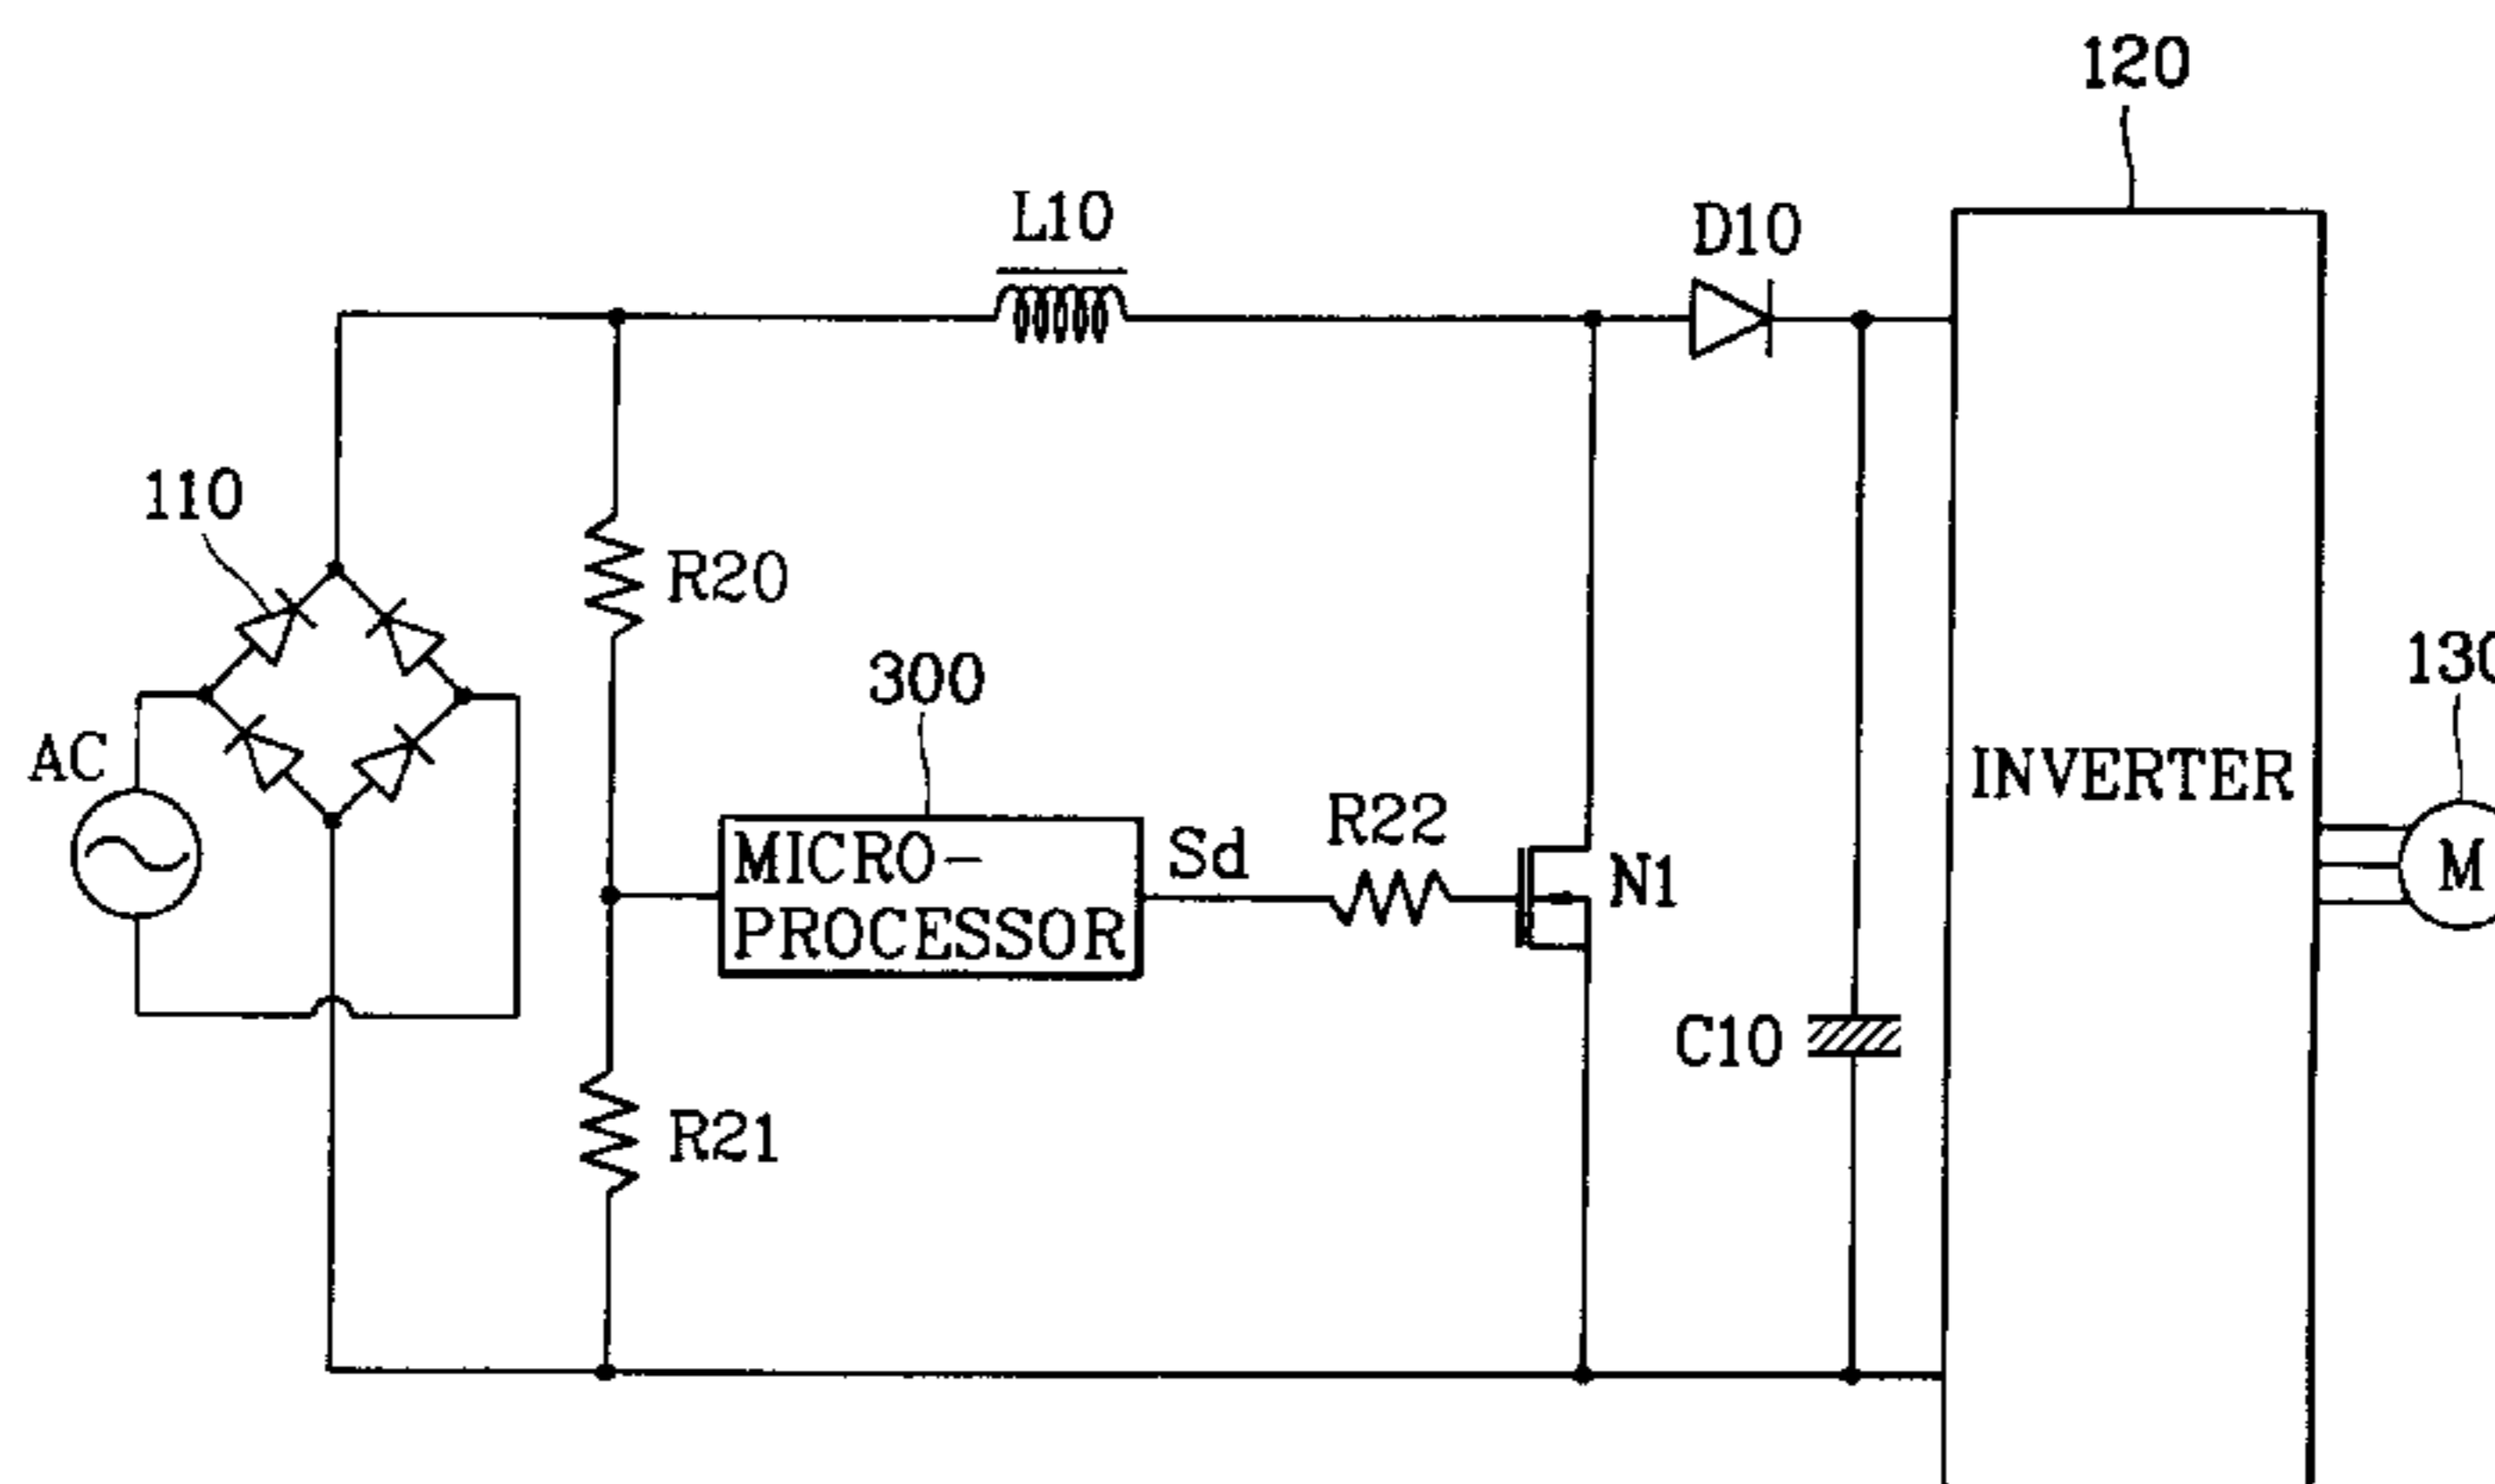 120
L10
D10
110
R20
300
130
AC
INVERTER
MICRO-
PROCESSOR
Sd
R22
N1
M
C10
R21